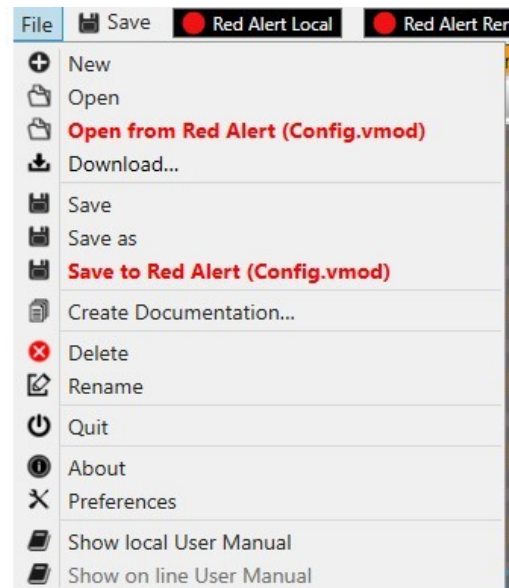 File Save Red Alert Local Red Alert
New
Open
Open from Red Alert (Config.vmod)
Download...
Save
Save as
Save to Red Alert (Config.vmod)
Create Documentation...
Delete
Rename
Quit
About
Preferences
Show local User Manual
Show on line User Manual